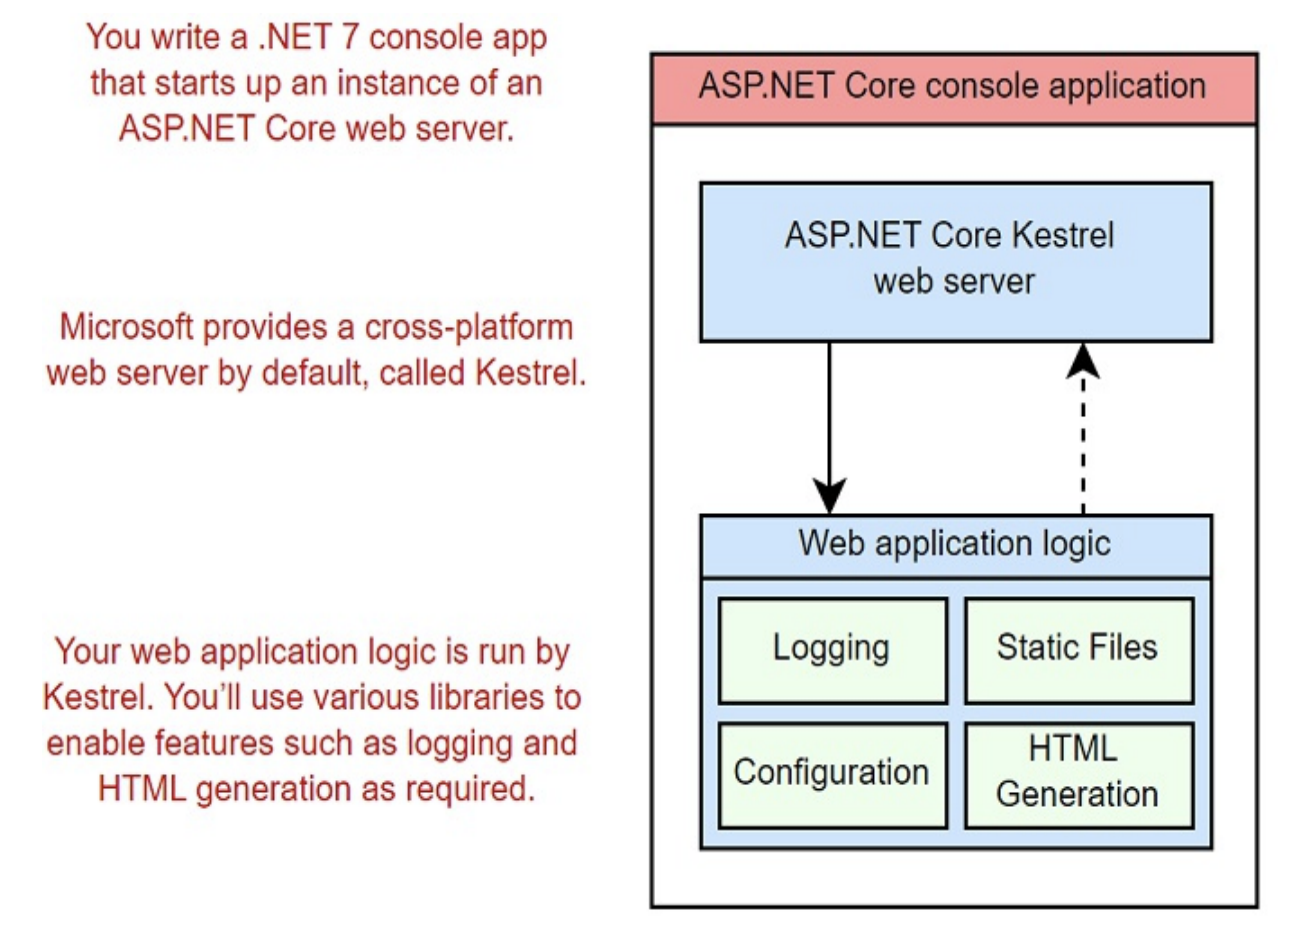 You write a .NET 7 console app
that starts up an instance of an
ASP.NET Core web server.
Microsoft provides a cross-platform
web server by default, called Kestrel.
Your web application logic is run by
Kestrel. You'll use various libraries to
enable features such as logging and
HTML generation as required.
ASP.NET Core console application
ASP.NET Core Kestrel
web server
Web application logic
Logging
Static Files
Configuration
HTML
Generation